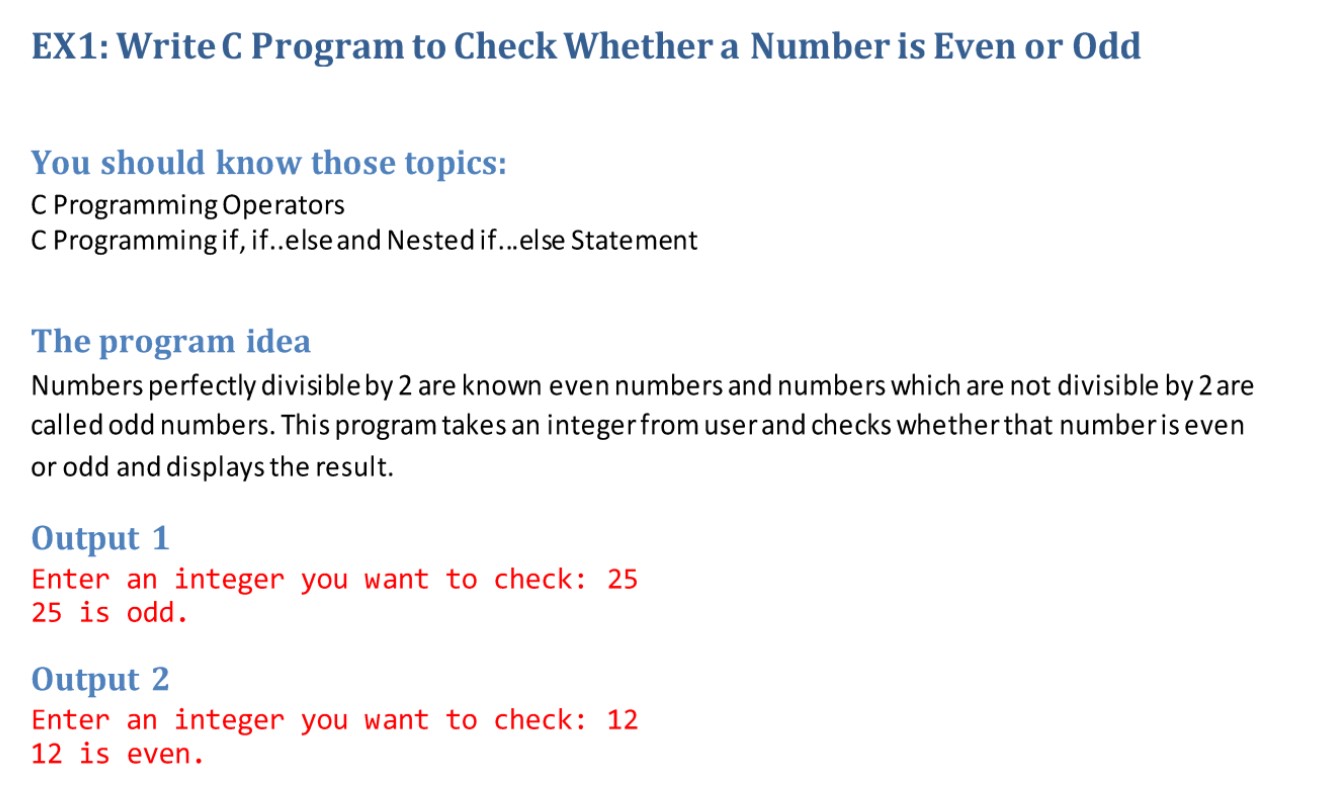 EX1: Write C Program to Check Whether a Number is Even or Odd
You should know those topics:
C Programming Operators
C Programming if, if..else and Nested if...else Statement
The program idea
Numbers perfectly divisible by 2 are known even numbers and numbers which are not divisible by 2 are
called odd numbers. This program takes an integer from user and checks whether that number is even
or odd and displays the result.
Output 1
Enter an integer you want to check: 25
25 is odd.
Output 2
Enter an integer you want to check: 12
12 is even.